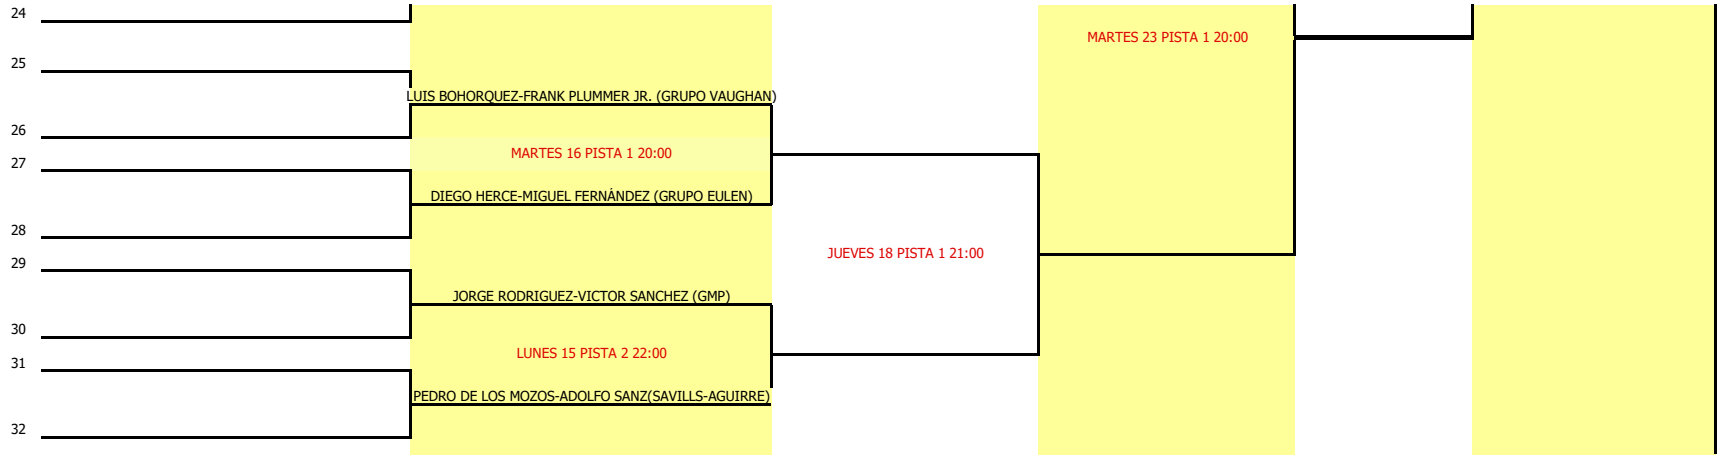 24
MARTES 23 PISTA 1 20:00
25
LUIS BOHORQUEZ-FRANK PLUMMER JR. (GRUPO VAUGHAN)
26
MARTES 16 PISTA 1 20:00
27
DIEGO HERCE-MIGUEL FERNÁNDEZ (GRUPO EULEN)
28
JUEVES 18 PISTA 1 21:00
29
JORGE RODRIGUEZ-VICTOR SANCHEZ (GMP)
30
LUNES 15 PISTA 2 22:00
31
PEDRO DE LOS MOZOS-ADOLFO SANZ(SAVILLS-AGUIRRE)
32